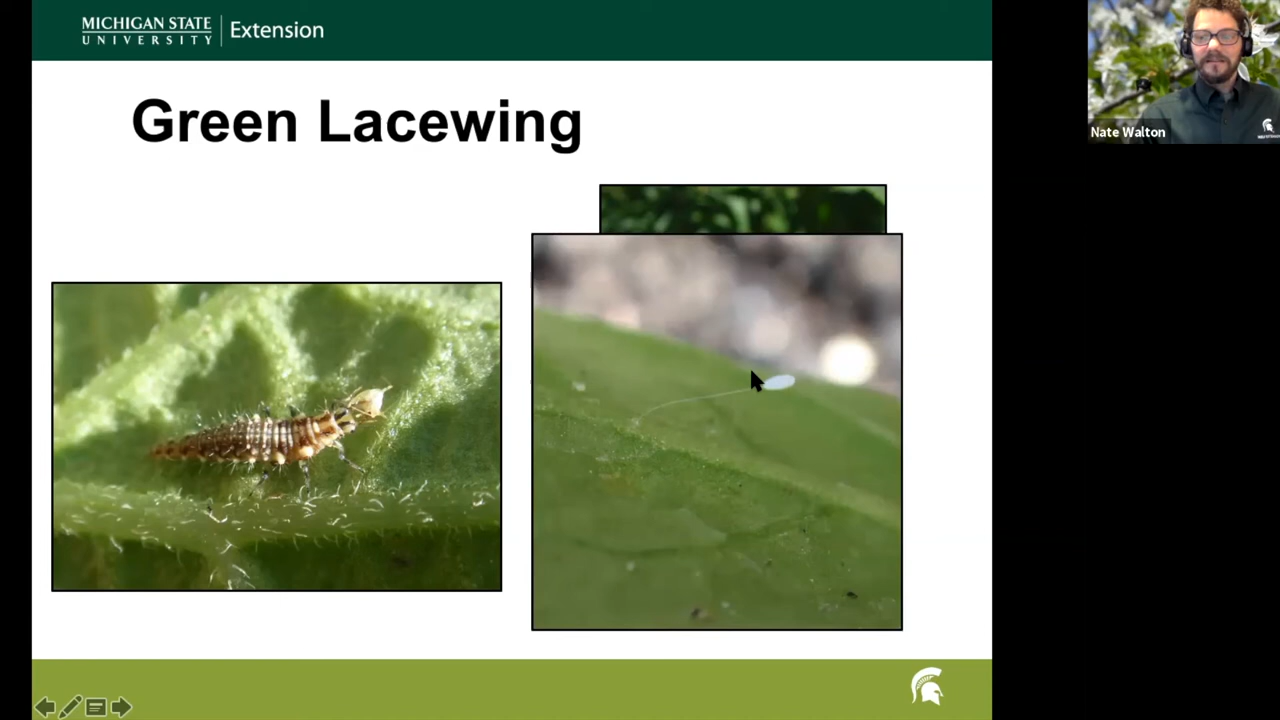 MICHIGAN STATE
UNIVERSITY
Extension
Green Lacewing
Nate Walton